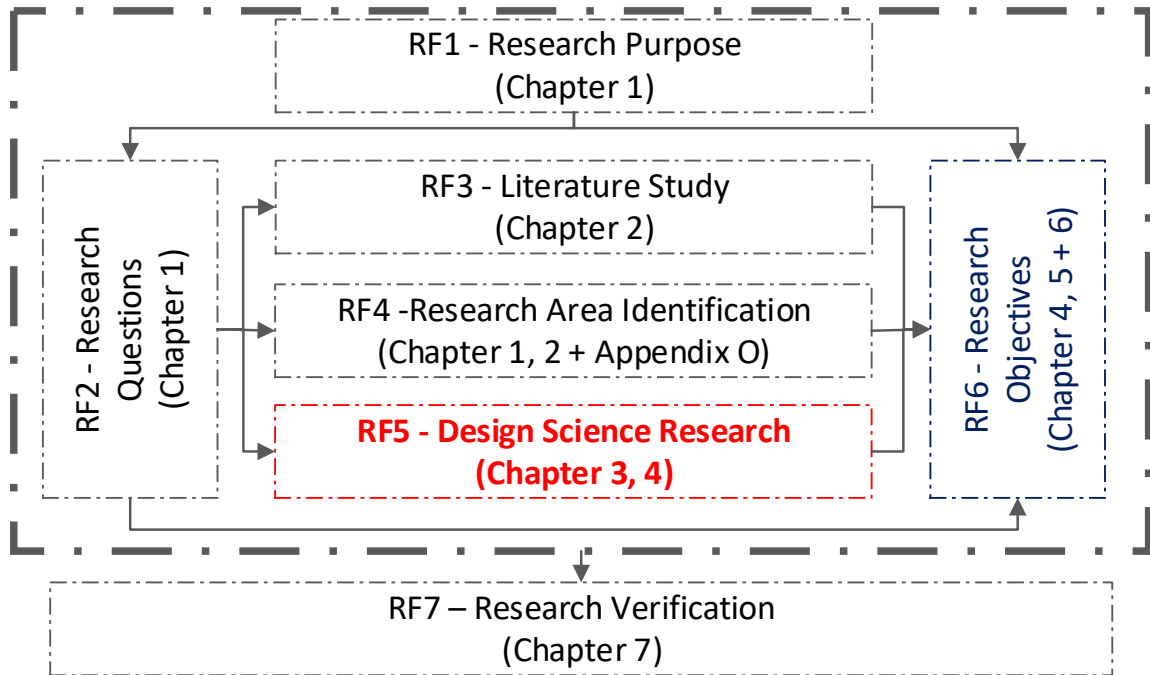 RF1 - Research Purpose
(Chapter 1)
RF2 - Research
Questions
(Chapter 1)
RF3 - Literature Study
(Chapter 2)
RF4 -Research Area Identification
(Chapter 1, 2 + Appendix O)
RF5 - Design Science Research
(Chapter 3, 4)
RF6 - Research
Objectives
(Chapter 4, 5 + 6)
RF7 – Research Verification
(Chapter 7)